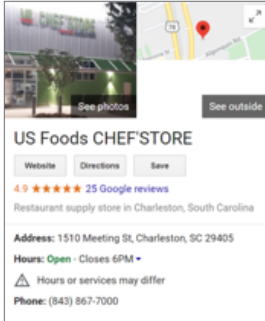 US CHEF'STORE
78
See photos
See outside
US Foods CHEF'STORE
Website
Directions
Save
4.9 ★★★★★ 25 Google reviews
Restaurant supply store in Charleston, South Carolina
Address: 1510 Meeting St, Charleston, SC 29405
Hours: Open · Closes 6PM
Hours or services may differ
Phone: (843) 867-7000